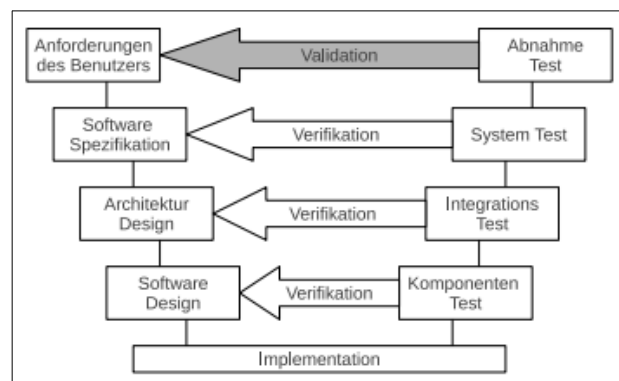 Anforderungen
des Benutzers
Validation
Abnahme
Test
Software
Spezifikation
Verifikation
System Test
Architektur
Design
Verifikation
Integrations
Test
Software
Design
Verifikation
Komponenten
Test
Implementation